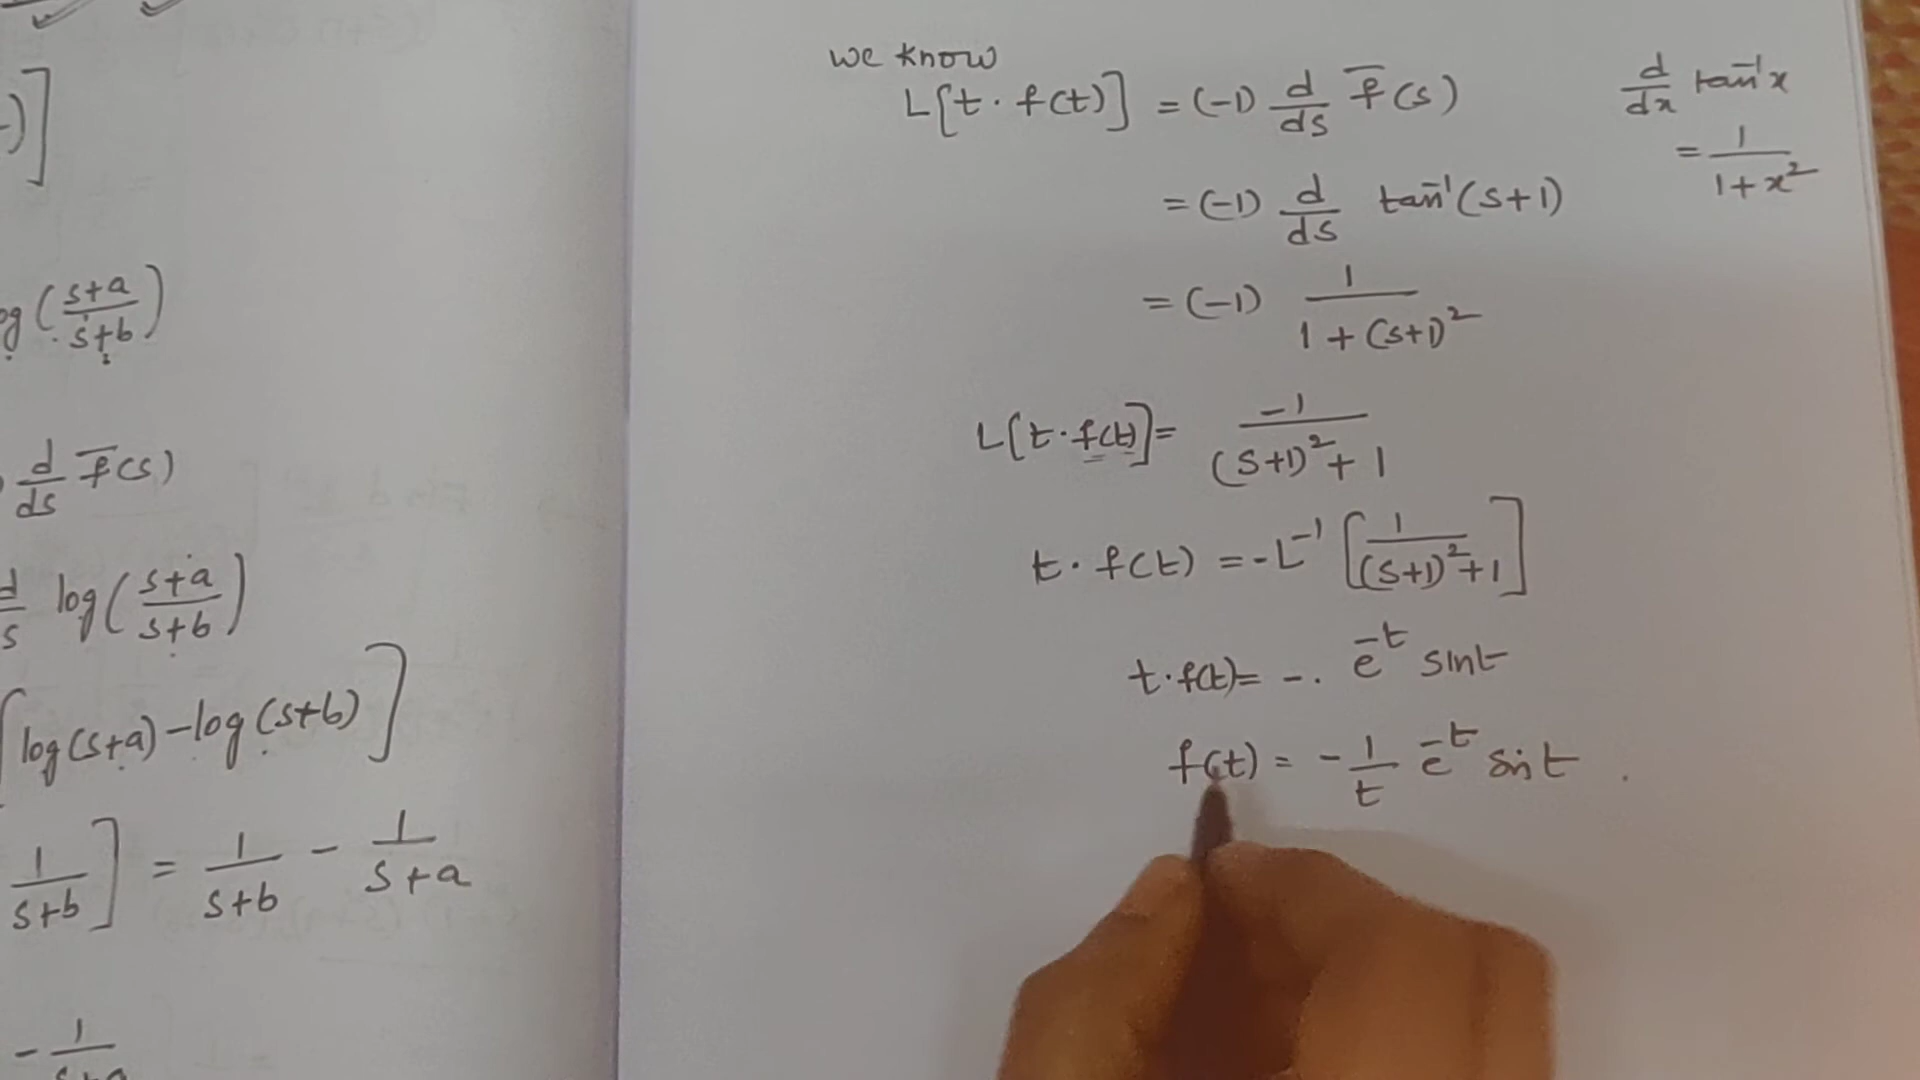 )]
log (s+a / s+b)
d/ds f̅(s)
d/s log (s+a / s+b)
[log(s+a) - log(s+b)]
1/s+b ] = 1/s+b - 1/s+a
- 1/s+a
we know
L[t · f(t)] = (-1) d/ds f̅(s)
= (-1) d/ds tan⁻¹(s+1)
= (-1) 1 / 1 + (s+1)²
L[t · f(t)] = -1 / (s+1)² + 1
t · f(t) = - L⁻¹ [1 / (s+1)² + 1]
t · f(t) = - . e⁻ᵗ sint
f(t) = - 1/t e⁻ᵗ sint .
d/dx tan⁻¹x
= 1 / 1 + x²